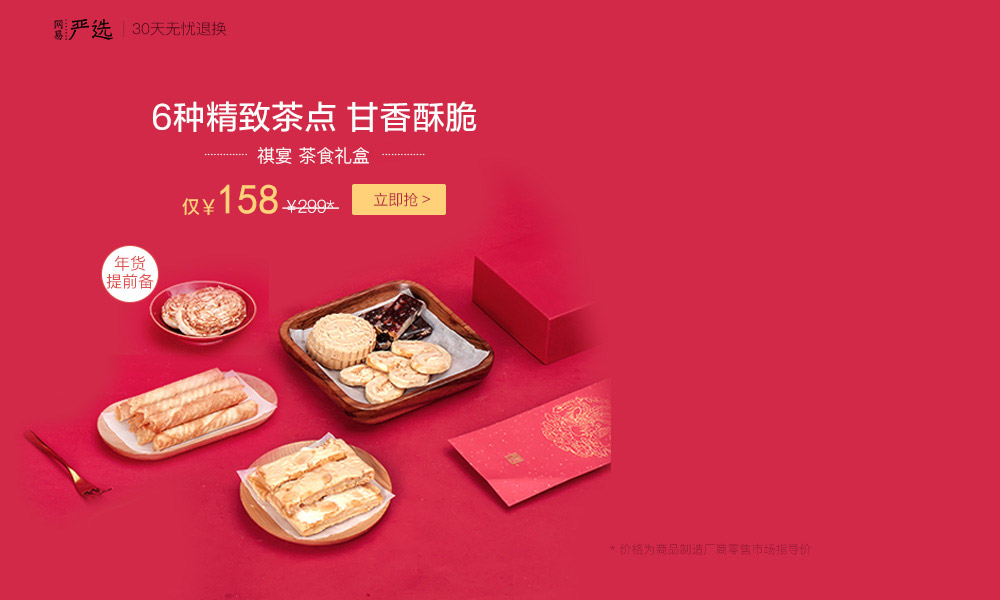 网易严选 30天无忧退换
6种精致茶点 甘香酥脆
祺宴 茶食礼盒
仅¥158 ¥299* 立即抢 >
年货
提前备
* 价格为商品制造厂商零售市场指导价